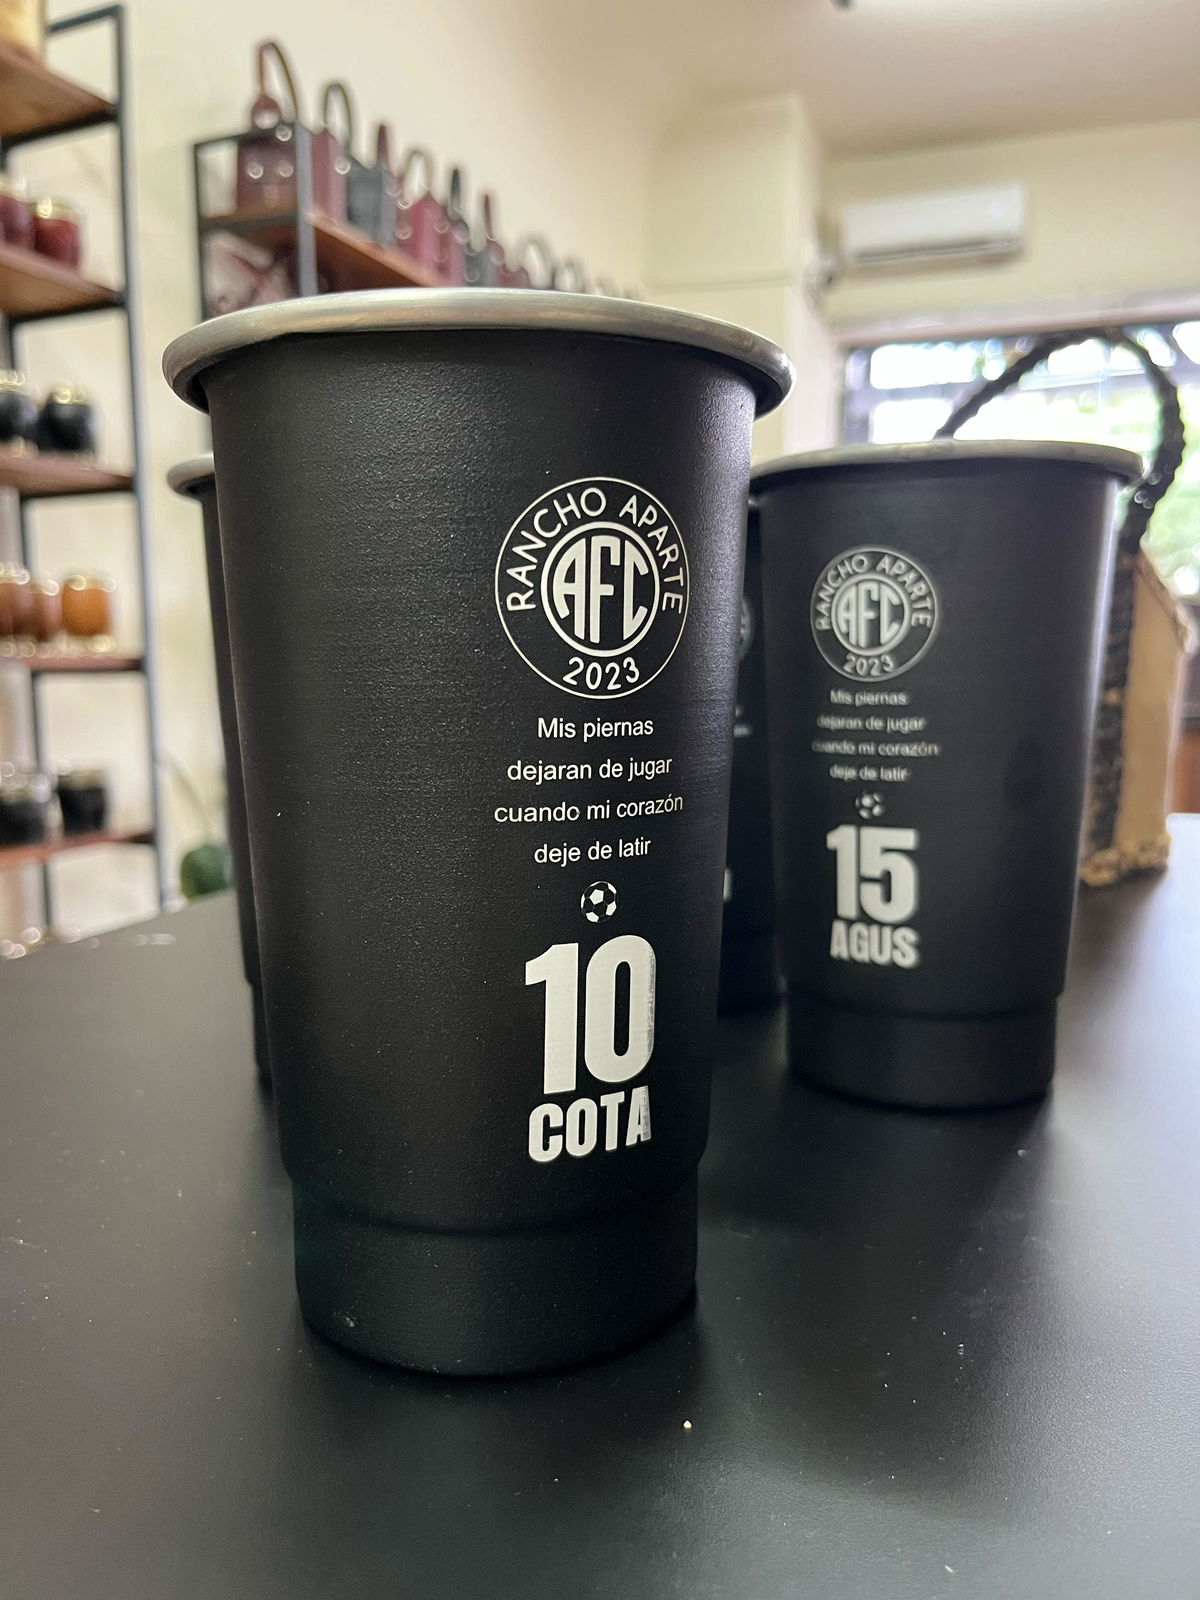 RANCHO APARTE
AFC
2023
Mis piernas
dejaran de jugar
cuando mi corazón
deje de latir
10
COTA
RANCHO APARTE
AFC
2023
Mis piernas
dejaran de jugar
cuando mi corazón
deje de latir
15
AGUS